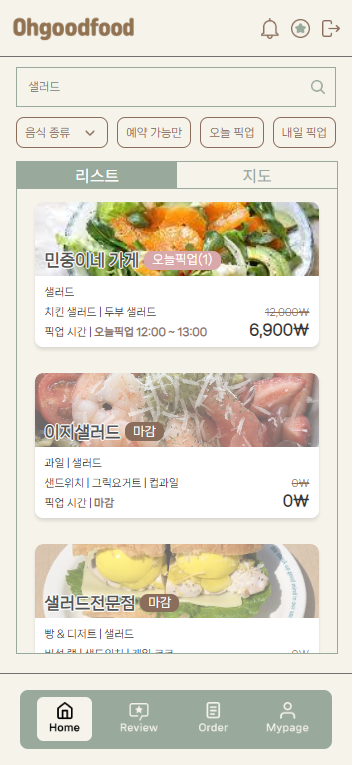 Ohgoodfood
샐러드
음식 종류
예약 가능만
오늘 픽업
내일 픽업
리스트
지도
민중이네 가게 오늘픽업(1)
샐러드
치킨 샐러드 | 두부 샐러드
12,000₩
픽업 시간 | 오늘픽업 12:00 ~ 13:00
6,900₩
이지샐러드 마감
과일 | 샐러드
샌드위치 | 그릭요거트 | 컵과일
0₩
픽업 시간 | 마감
0₩
샐러드전문점 마감
빵 & 디저트 | 샐러드
Home
Review
Order
Mypage